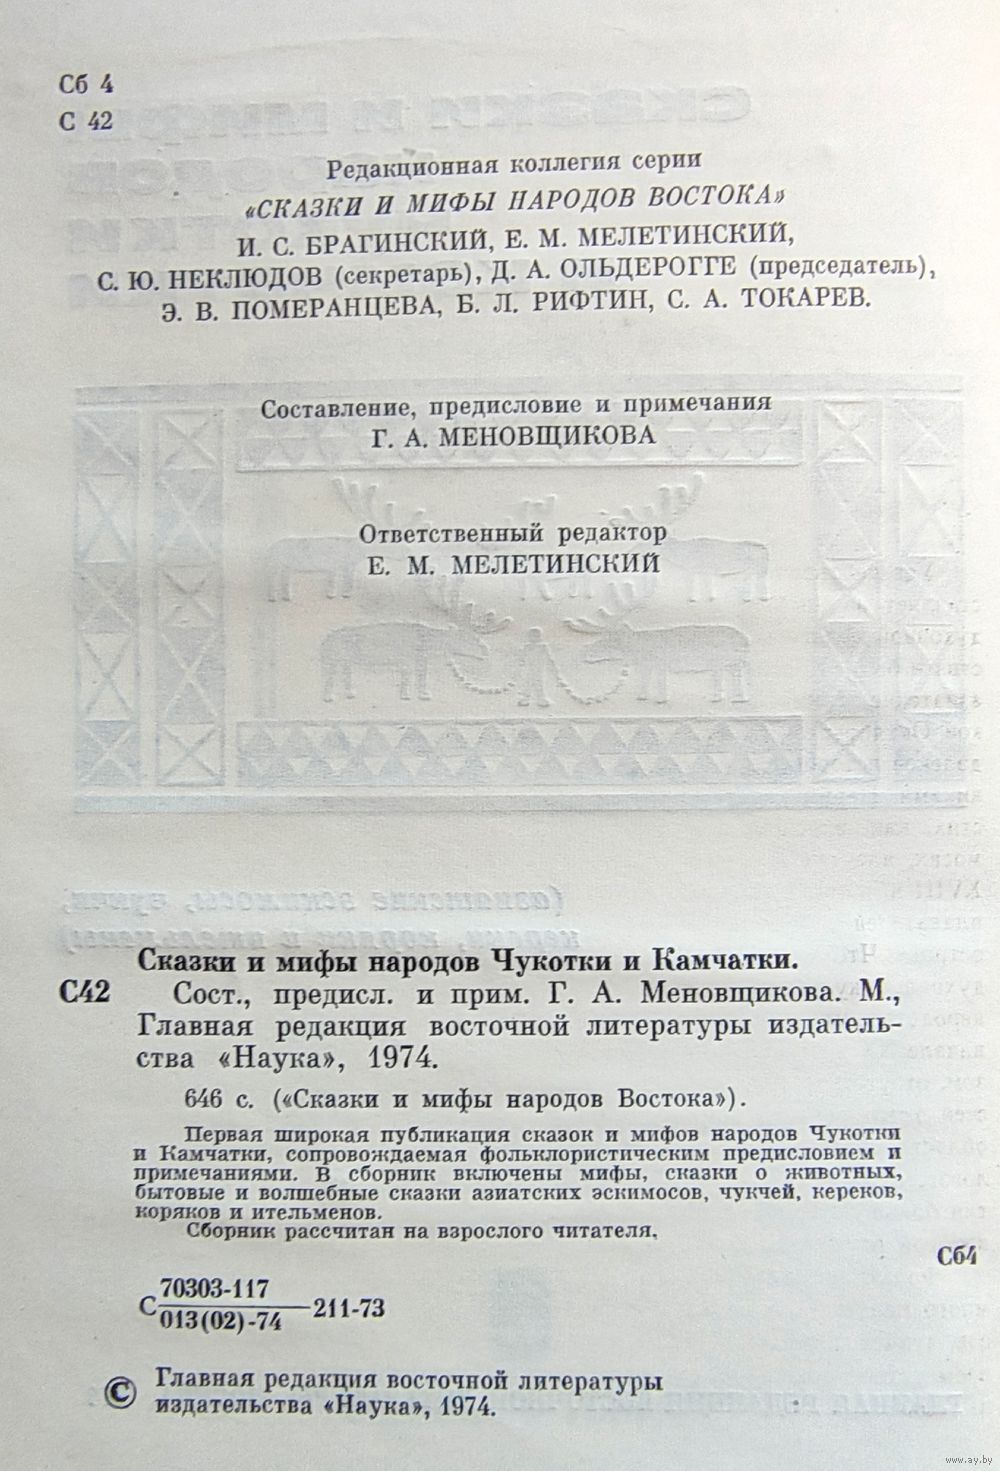 Сб 4
С 42
Редакционная коллегия серии
«СКАЗКИ И МИФЫ НАРОДОВ ВОСТОКА»
И. С. БРАГИНСКИЙ, Е. М. МЕЛЕТИНСКИЙ,
С. Ю. НЕКЛЮДОВ (секретарь), Д. А. ОЛЬДЕРОГГЕ (председатель),
Э. В. ПОМЕРАНЦЕВА, Б. Л. РИФТИН, С. А. ТОКАРЕВ.
Составление, предисловие и примечания
Г. А. МЕНОВЩИКОВА
Ответственный редактор
Е. М. МЕЛЕТИНСКИЙ
Сказки и мифы народов Чукотки и Камчатки.
С42 Сост., предисл. и прим. Г. А. Меновщикова. М.,
Главная редакция восточной литературы издатель-
ства «Наука», 1974.
646 с. («Сказки и мифы народов Востока»).
Первая широкая публикация сказок и мифов народов Чукотки
и Камчатки, сопровождаемая фольклористическим предисловием и
примечаниями. В сборник включены мифы, сказки о животных,
бытовые и волшебные сказки азиатских эскимосов, чукчей, кереков,
коряков и ительменов.
Сборник рассчитан на взрослого читателя.
Сб4
С 70303-117
013(02)-74 211-73
© Главная редакция восточной литературы
издательства «Наука», 1974.
www.ay.by